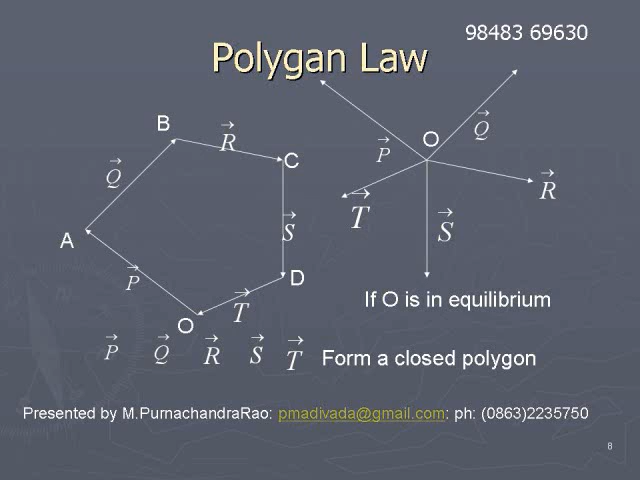 98483 69630
Polygan Law
B
R
C
Q
A
S
P
D
T
O
O
Q
P
R
T
S
If O is in equilibrium
P Q R S T Form a closed polygon
Presented by M.PurnachandraRao: pmadivada@gmail.com: ph: (0863)2235750
8